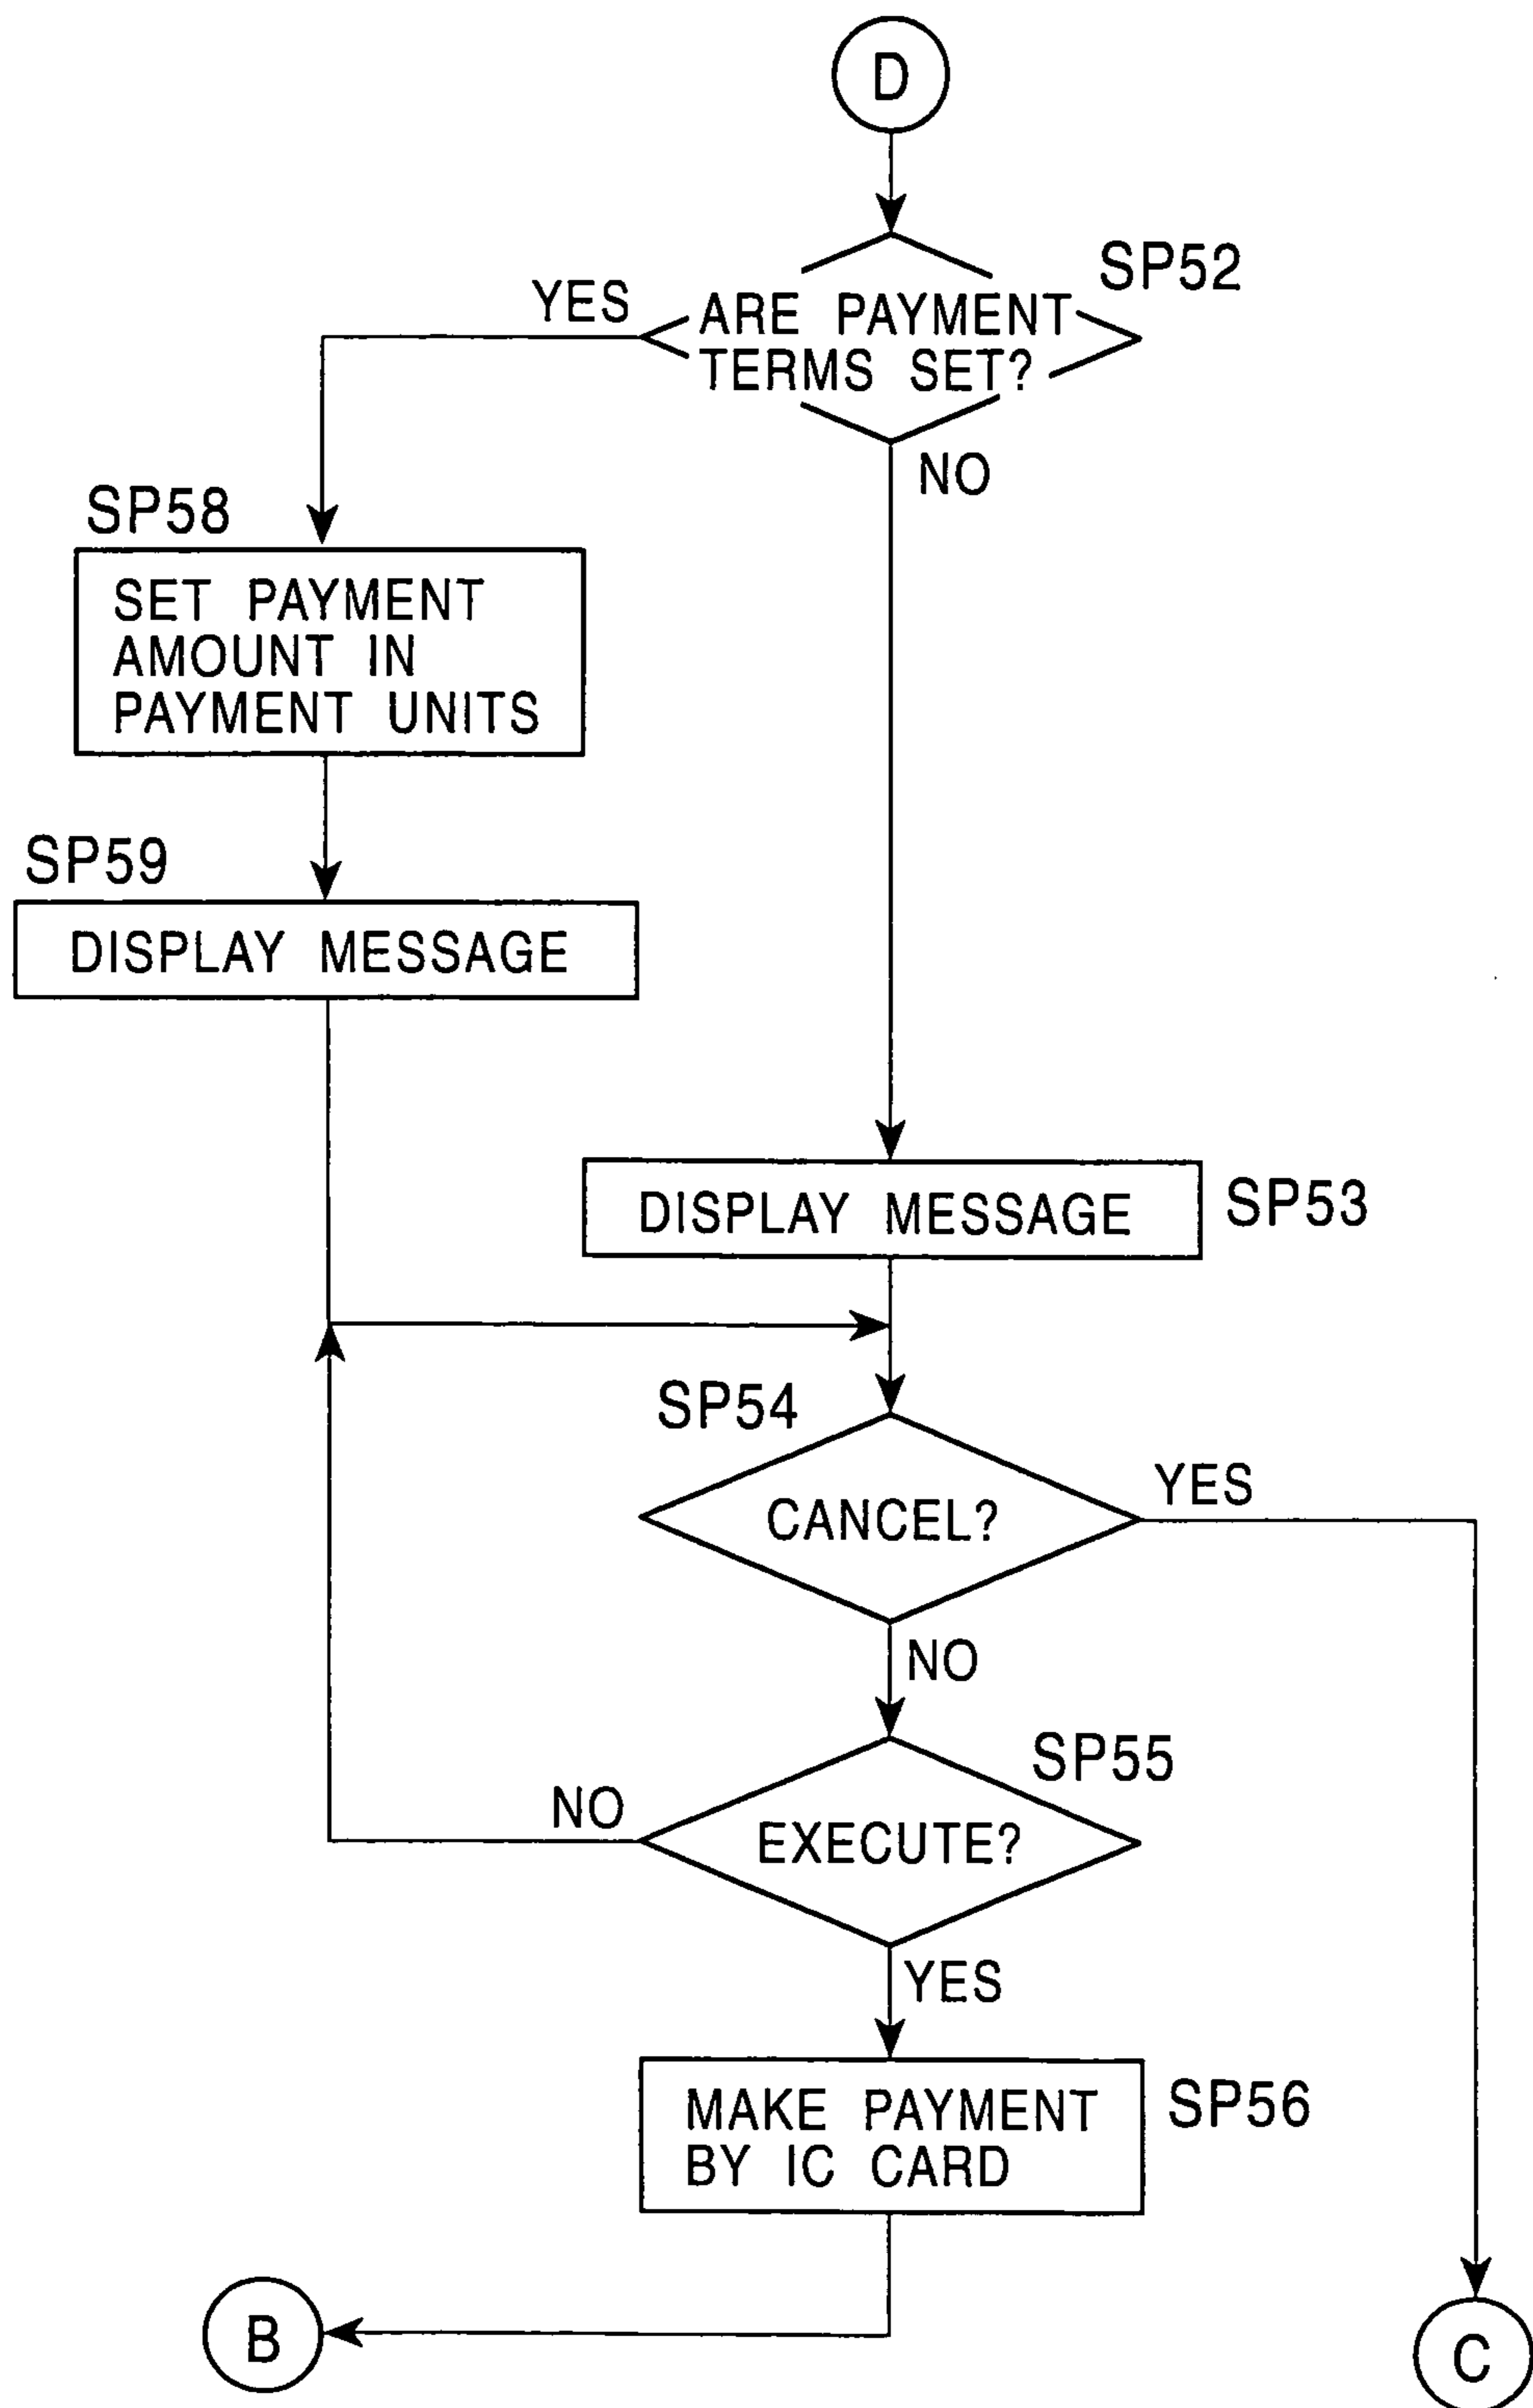 D
SP52
YES
ARE PAYMENT
TERMS SET?
NO
SP58
SET PAYMENT
AMOUNT IN
PAYMENT UNITS
SP59
DISPLAY MESSAGE
DISPLAY MESSAGE
SP53
SP54
YES
CANCEL?
NO
SP55
NO
EXECUTE?
YES
MAKE PAYMENT
BY IC CARD
SP56
B
C